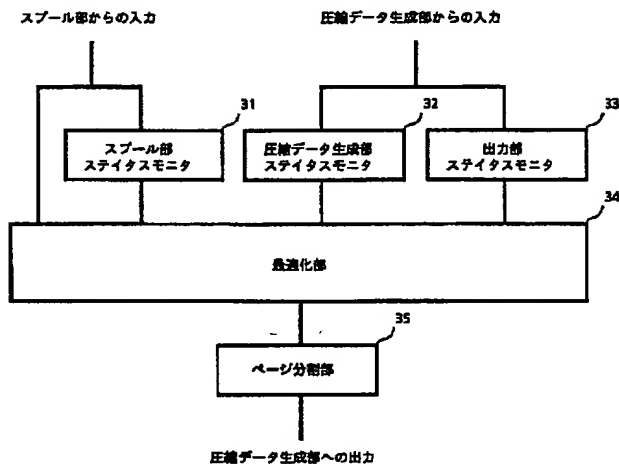 スプール部からの入力
圧縮データ生成部からの入力
31
スプール部
ステイタスモニタ
32
圧縮データ生成部
ステイタスモニタ
33
出力部
ステイタスモニタ
34
最適化部
35
ページ分割部
圧縮データ生成部への出力